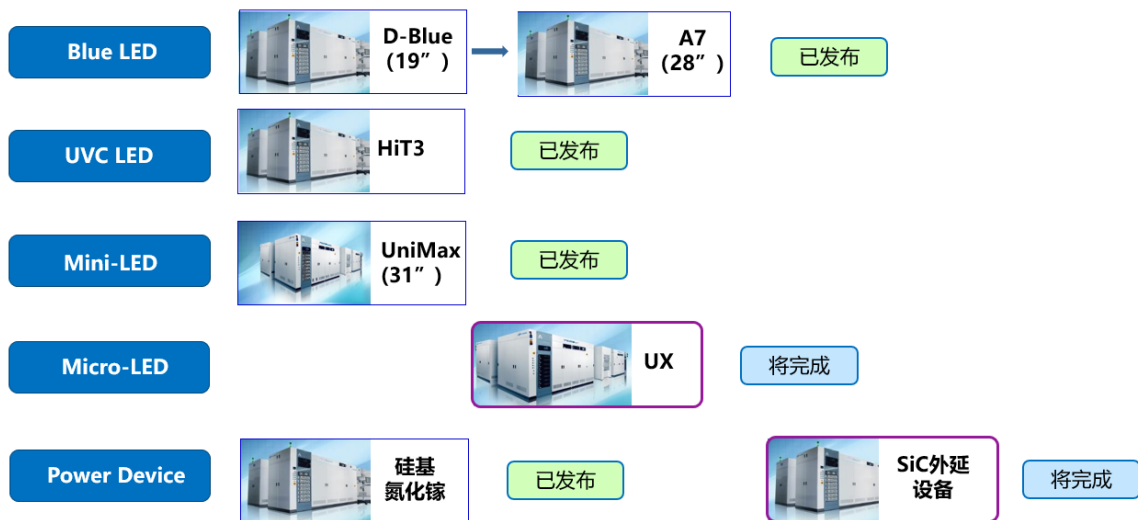 Blue LED
D-Blue
(19”)
A7
(28”)
已发布
UVC LED
HiT3
已发布
Mini-LED
UniMax
(31”)
已发布
Micro-LED
UX
将完成
Power Device
硅基
氮化镓
已发布
SiC外延
设备
将完成